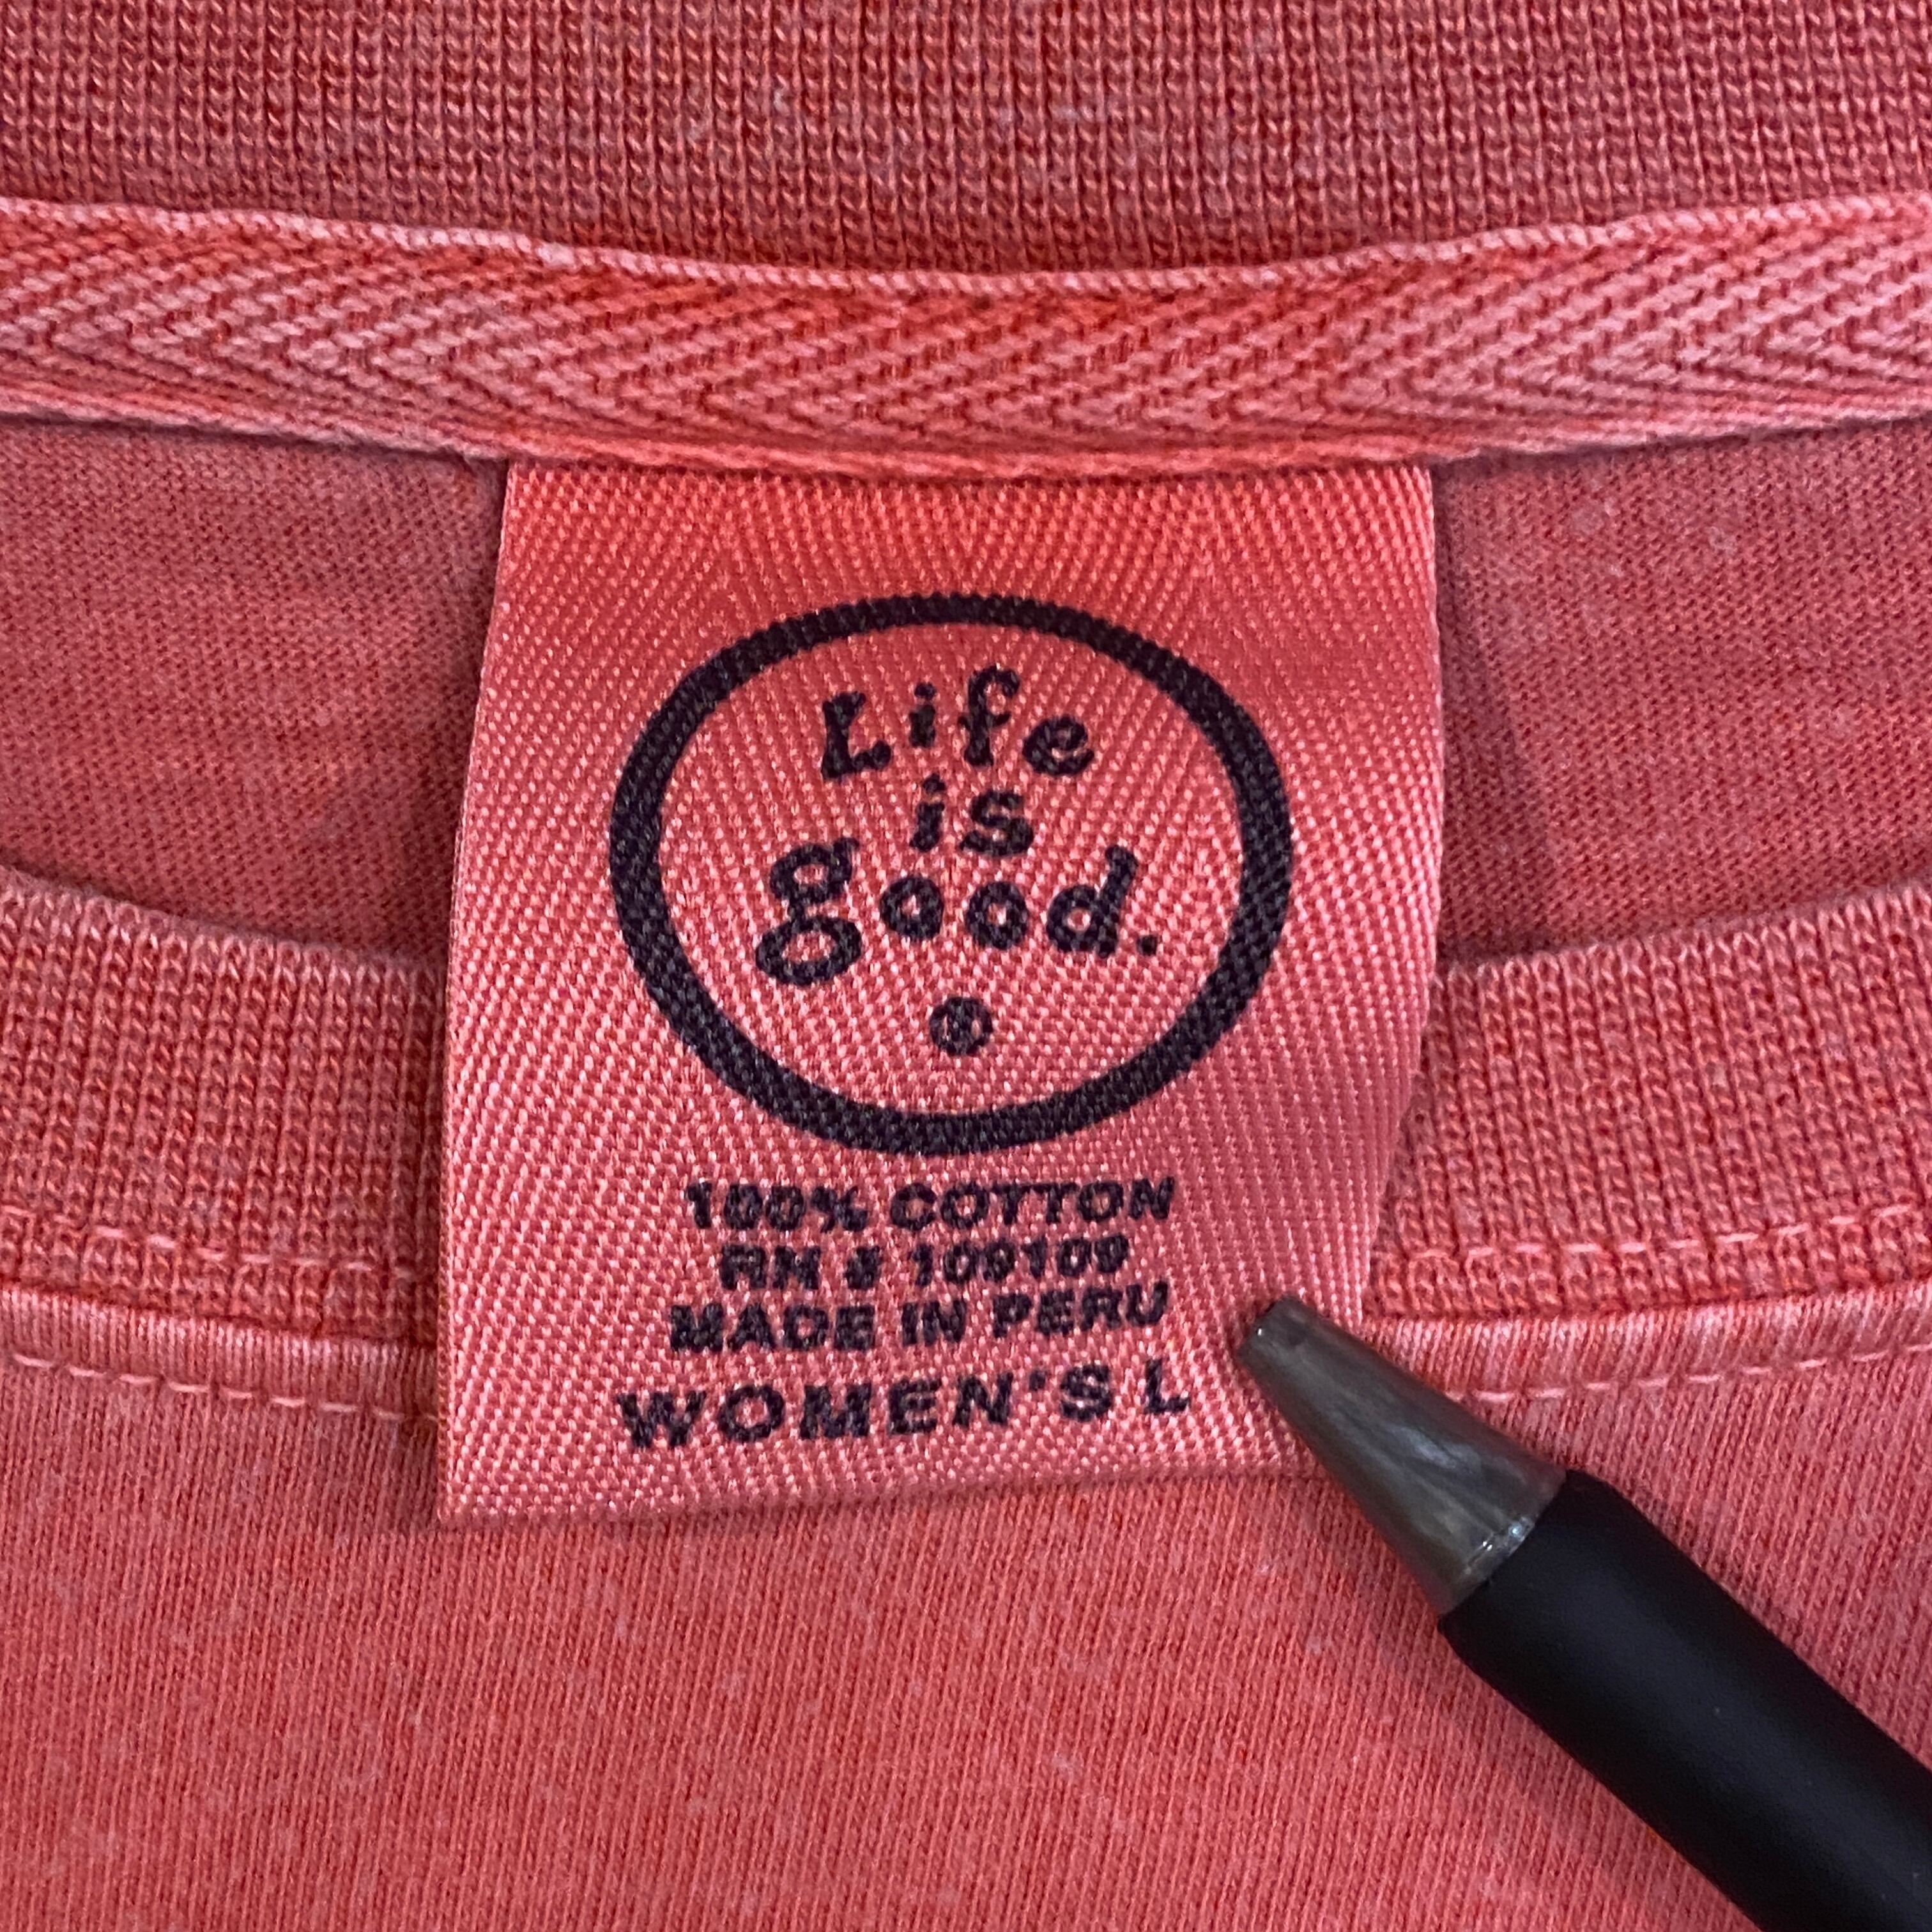 Life
is
good.
®
100% COTTON
RN # 109109
MADE IN PERU
WOMEN'S L